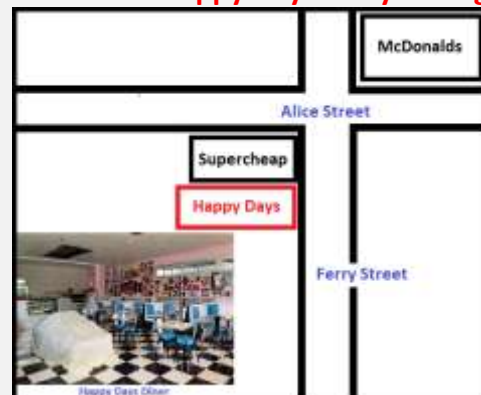 McDonalds
Alice Street
Supercheap
Happy Days
Ferry Street
Happy Days Diner